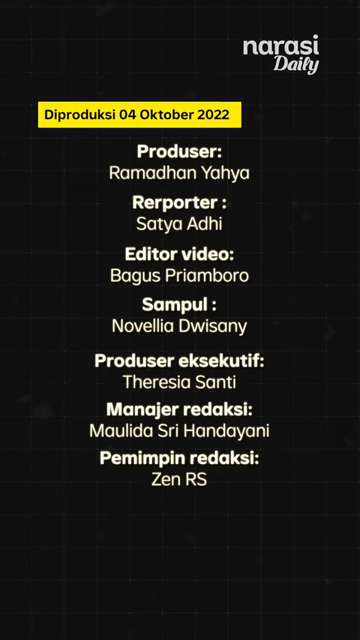 narasi
Daily
Diproduksi 04 Oktober 2022
Produser:
Ramadhan Yahya
Rerporter :
Satya Adhi
Editor video:
Bagus Priamboro
Sampul :
Novellia Dwisany
Produser eksekutif:
Theresia Santi
Manajer redaksi:
Maulida Sri Handayani
Pemimpin redaksi:
Zen RS